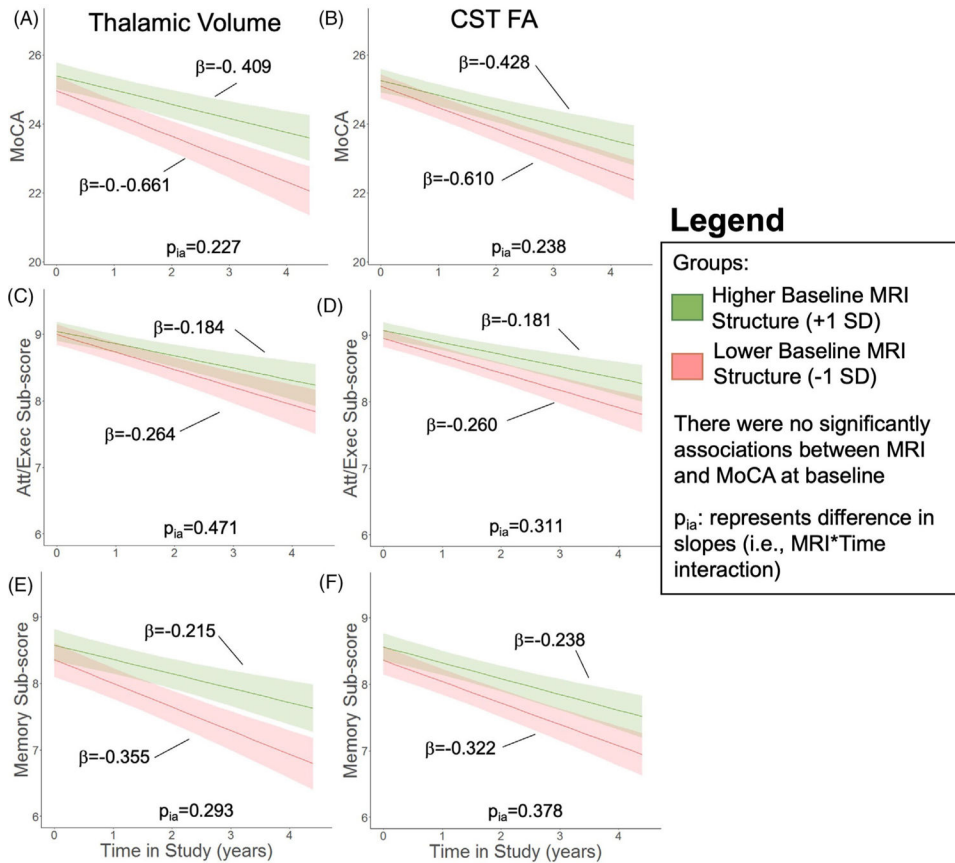 (A)
Thalamic Volume
MoCA
26
24
22
20
β=-0. 409
β=-0.-0.661
p_ia=0.227
0 1 2 3 4
(B)
CST FA
MoCA
26
24
22
20
β=-0.428
β=-0.610
p_ia=0.238
0 1 2 3 4
(C)
Att/Exec Sub-score
9
8
7
6
β=-0.184
β=-0.264
p_ia=0.471
0 1 2 3 4
(D)
Att/Exec Sub-score
9
8
7
6
β=-0.181
β=-0.260
p_ia=0.311
0 1 2 3 4
(E)
Memory Sub-score
9
8
7
6
β=-0.215
β=-0.355
p_ia=0.293
0 1 2 3 4
Time in Study (years)
(F)
Memory Sub-score
9
8
7
6
β=-0.238
β=-0.322
p_ia=0.378
0 1 2 3 4
Time in Study (years)
Legend
Groups:
Higher Baseline MRI
Structure (+1 SD)
Lower Baseline MRI
Structure (-1 SD)
There were no significantly
associations between MRI
and MoCA at baseline
p_ia: represents difference in
slopes (i.e., MRI*Time
interaction)